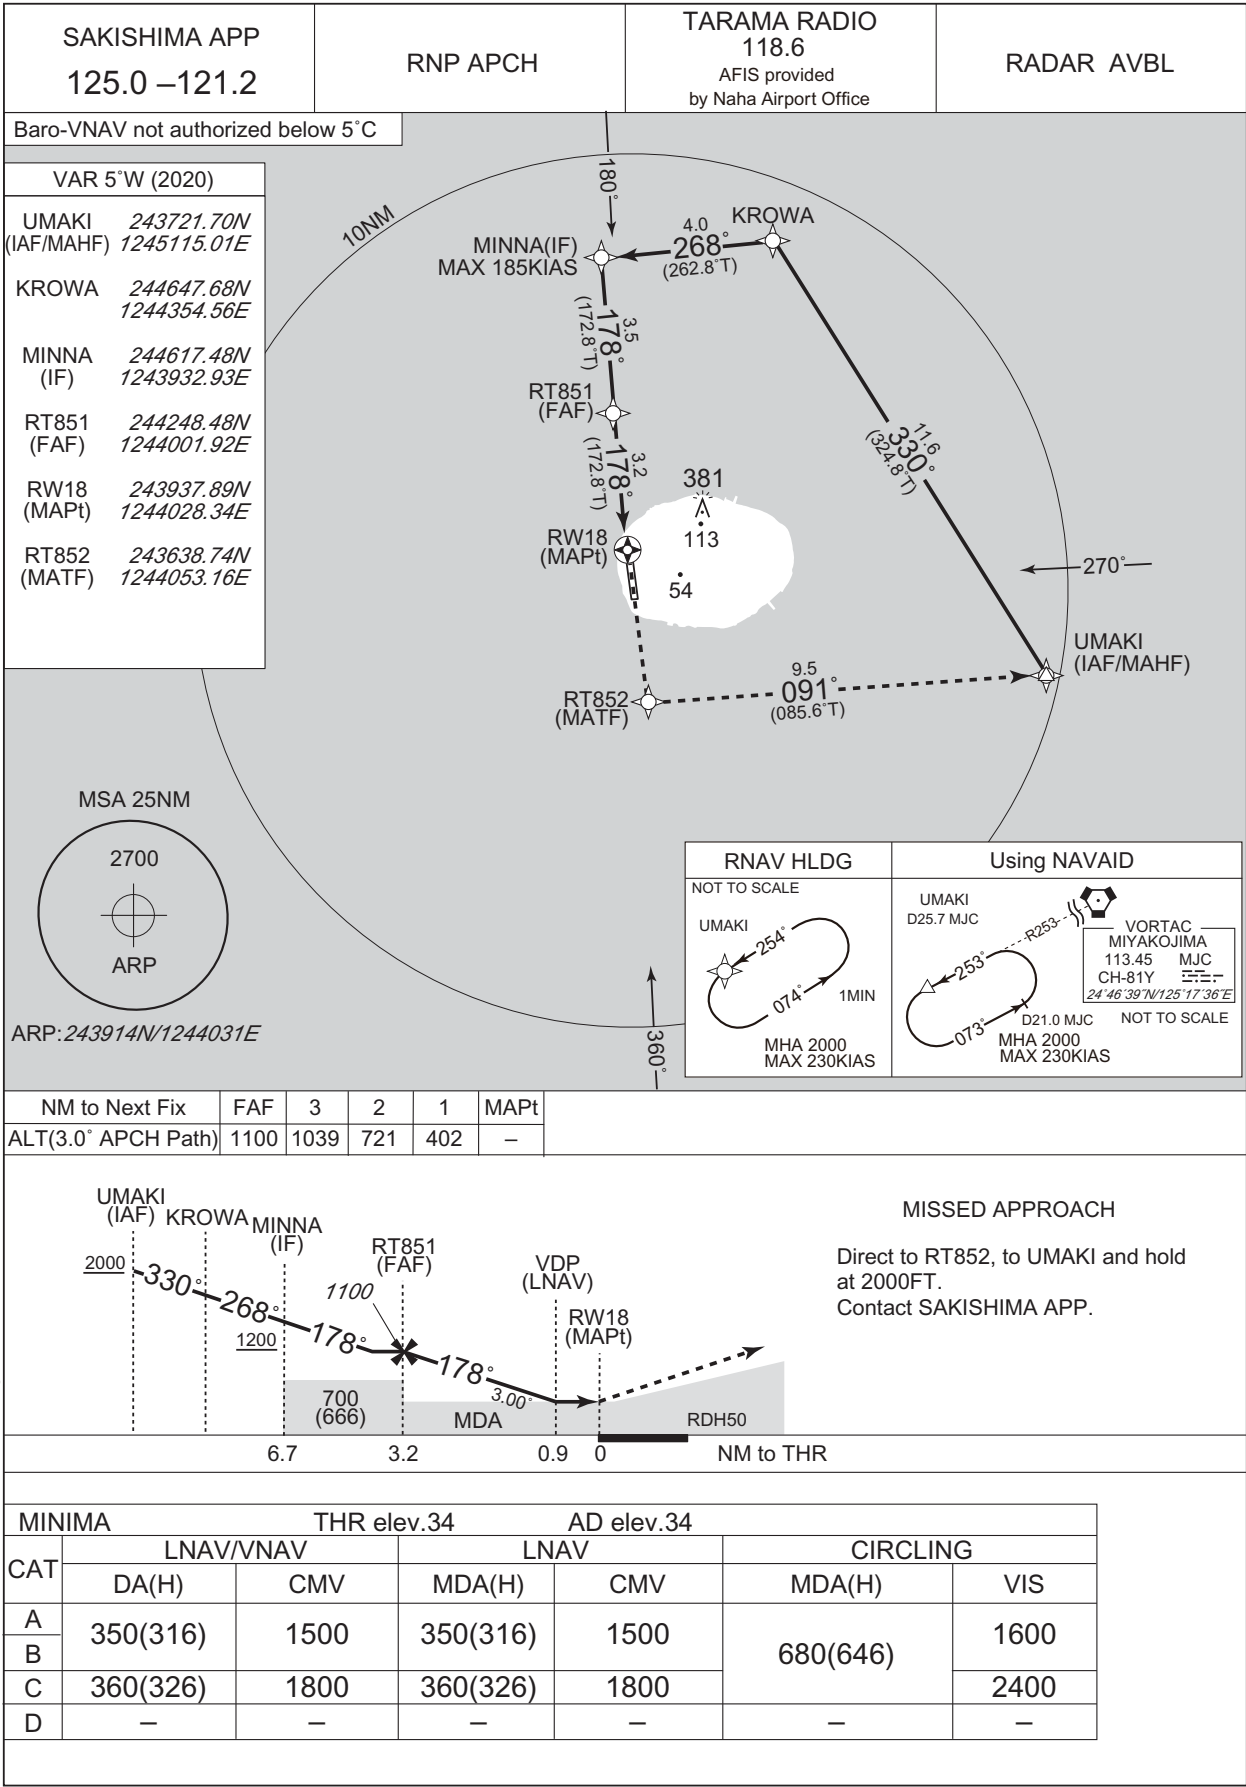 SAKISHIMA APP
125.0 –121.2
RNP APCH
TARAMA RADIO
118.6
AFIS provided
by Naha Airport Office
RADAR AVBL
Baro-VNAV not authorized below 5°C
VAR 5°W (2020)
UMAKI 243721.70N
(IAF/MAHF) 1245115.01E
KROWA 244647.68N
1244354.56E
MINNA 244617.48N
(IF) 1243932.93E
RT851 244248.48N
(FAF) 1244001.92E
RW18 243937.89N
(MAPt) 1244028.34E
RT852 243638.74N
(MATF) 1244053.16E
10NM
180°
MINNA(IF)
MAX 185KIAS
4.0
268°
(262.8°T)
KROWA
3.5
178°
(172.8°T)
RT851
(FAF)
3.2
178°
(172.8°T)
11.6
330°
(324.8°T)
381
113
54
RW18
(MAPt)
270°
UMAKI
(IAF/MAHF)
RT852
(MATF)
9.5
091°
(085.6°T)
360°
MSA 25NM
2700
ARP
ARP:243914N/1244031E
RNAV HLDG
NOT TO SCALE
UMAKI
254°
074°
1MIN
MHA 2000
MAX 230KIAS
Using NAVAID
UMAKI
D25.7 MJC
R253
253°
073°
D21.0 MJC
MHA 2000
MAX 230KIAS
VORTAC
MIYAKOJIMA
113.45 MJC
CH-81Y
24°46′39″N/125°17′36″E
NOT TO SCALE
NM to Next Fix FAF 3 2 1 MAPt
ALT(3.0° APCH Path) 1100 1039 721 402 –
UMAKI
(IAF)
KROWA
MINNA
(IF)
RT851
(FAF)
VDP
(LNAV)
RW18
(MAPt)
2000
330°
268°
1200
178°
1100
178°
3.00°
700
(666)
MDA
RDH50
6.7 3.2 0.9 0 NM to THR
MISSED APPROACH
Direct to RT852, to UMAKI and hold
at 2000FT.
Contact SAKISHIMA APP.
MINIMA THR elev.34 AD elev.34
CAT LNAV/VNAV LNAV CIRCLING
DA(H) CMV MDA(H) CMV MDA(H) VIS
A
B
350(316) 1500 350(316) 1500 680(646) 1600
C 360(326) 1800 360(326) 1800 2400
D – – – – – –